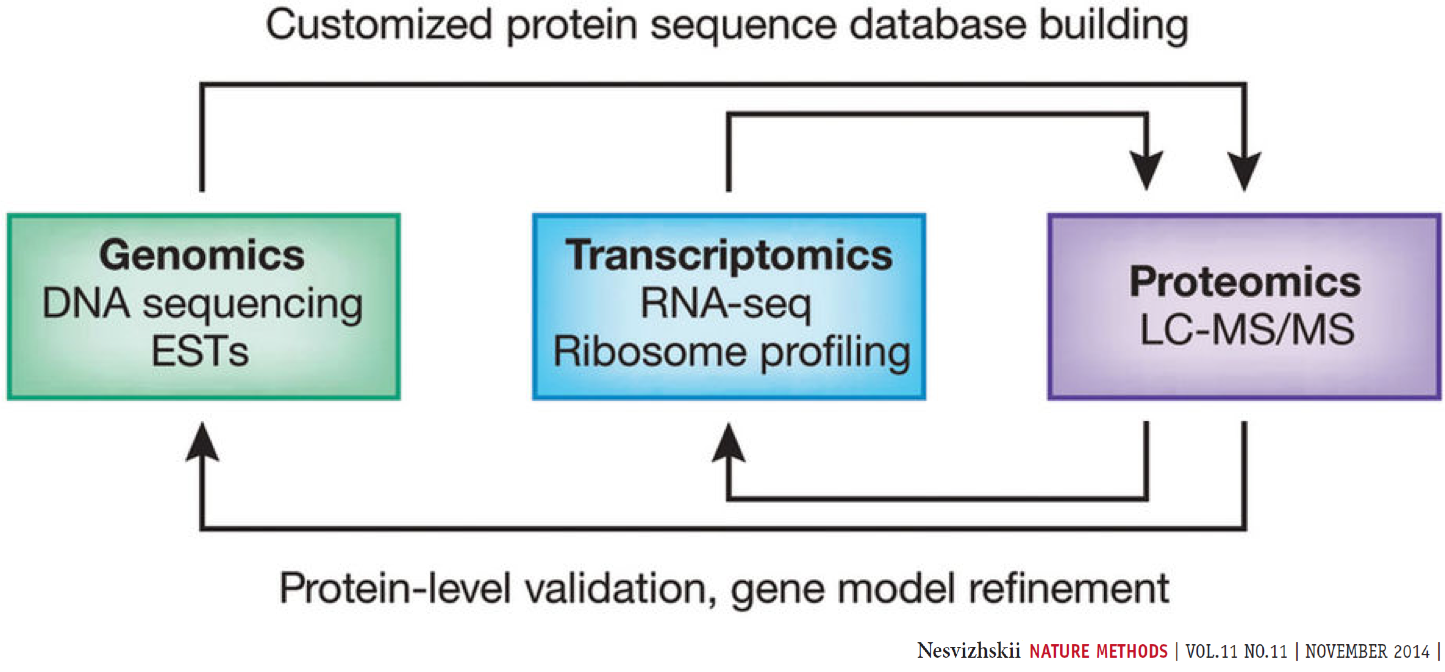 Customized protein sequence database building
Genomics
DNA sequencing
ESTs
Transcriptomics
RNA-seq
Ribosome profiling
Proteomics
LC-MS/MS
Protein-level validation, gene model refinement
Nesvizhskii NATURE METHODS | VOL.11 NO.11 | NOVEMBER 2014 |